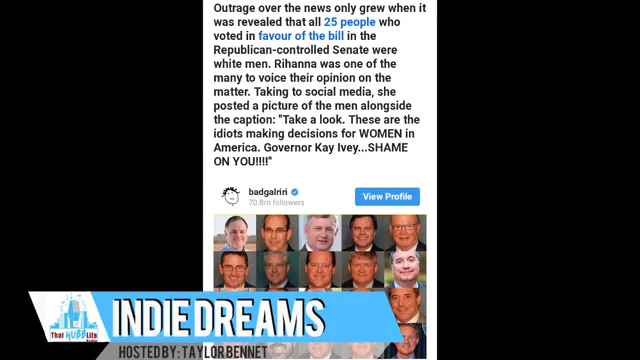 Outrage over the news only grew when it
was revealed that all 25 people who
voted in favour of the bill in the
Republican-controlled Senate were
white men. Rihanna was one of the
many to voice their opinion on the
matter. Taking to social media, she
posted a picture of the men alongside
the caption: "Take a look. These are the
idiots making decisions for WOMEN in
America. Governor Kay Ivey...SHAME
ON YOU!!!!"
badgalriri
70.8m followers
View Profile
That HUBB Life
Radio
INDIE DREAMS
HOSTED BY: TAYLOR BENNET